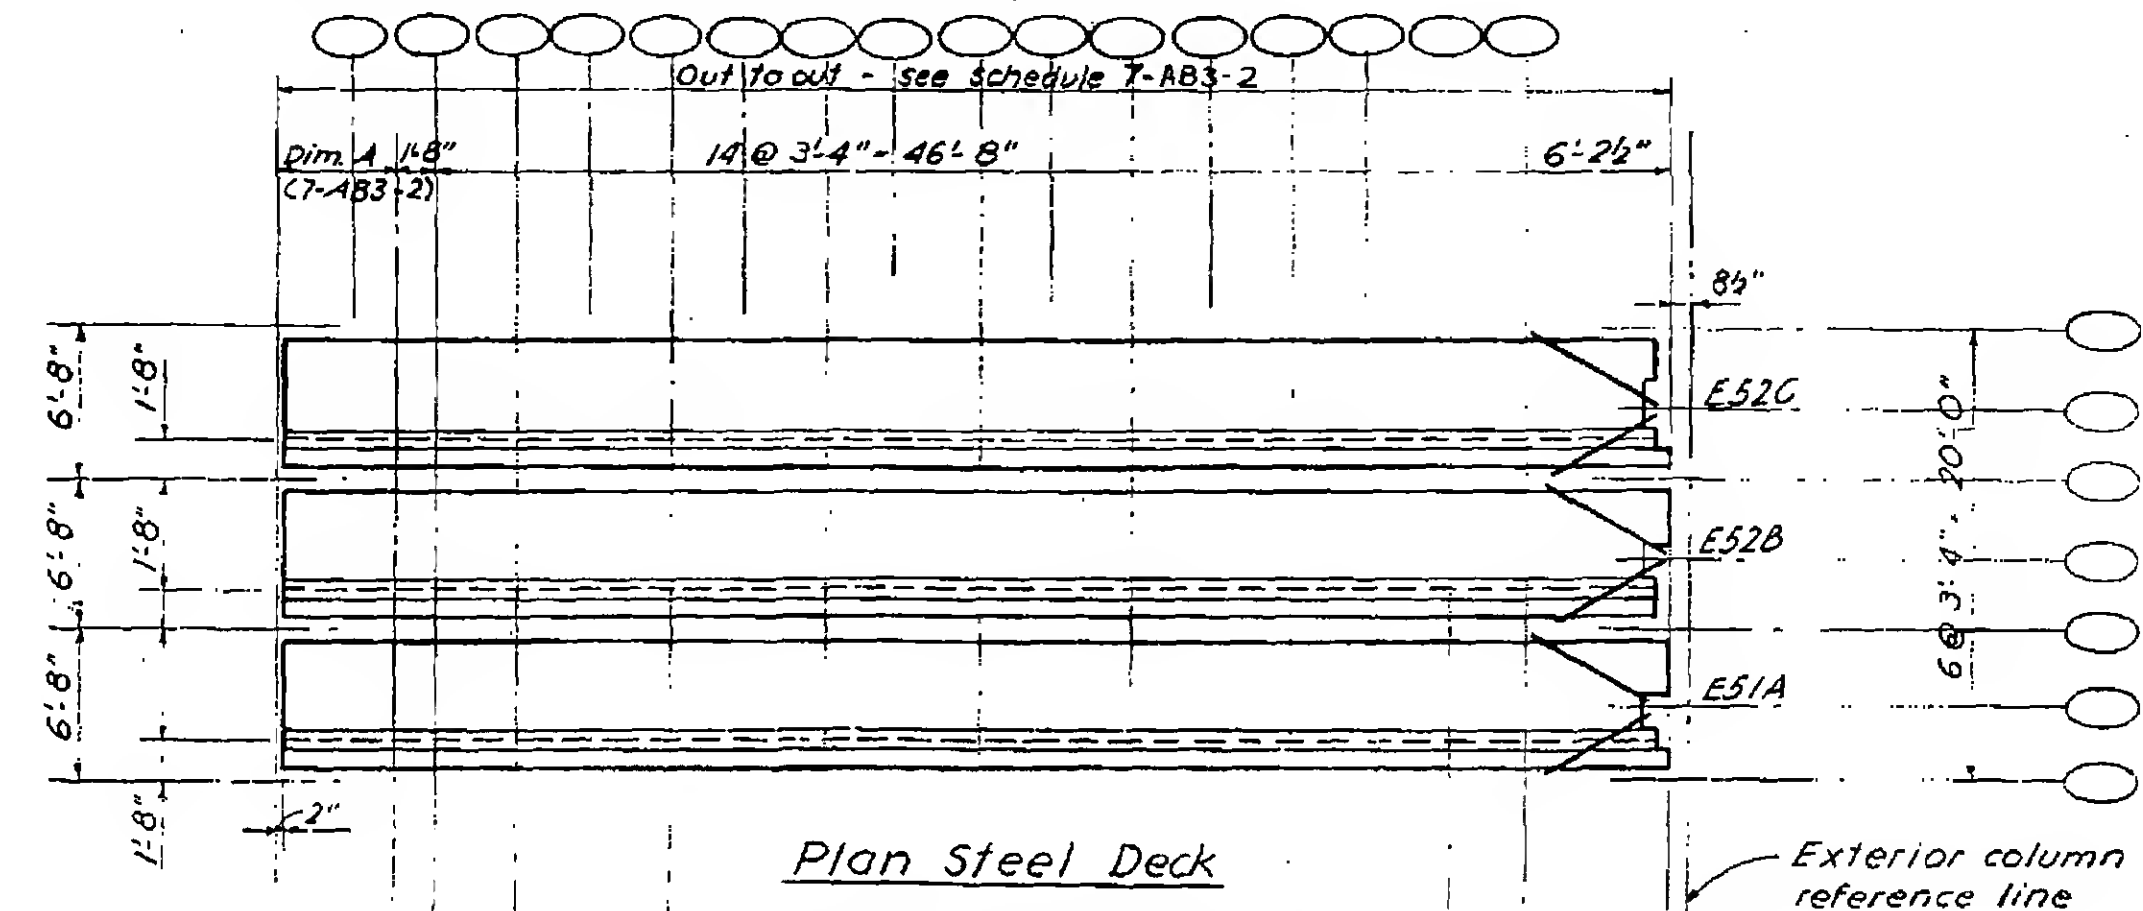 Out to out - see schedule 7-AB3-2
Dim. A 1'-8" 14 @ 3'-4" = 46'-8" 6'-2½"
(7-AB3-2)
8½"
6'-8" 1'-8" E52C
6 @ 3'-4" = 20'-0"
6'-8" 1'-8" E52B
6'-8" E51A
1'-8" 2"
Plan Steel Deck
Exterior column
reference line